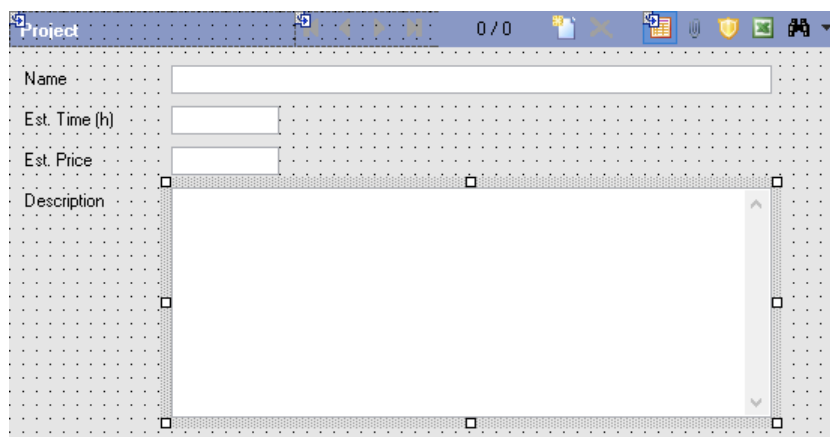 Project 0 / 0
Name
Est. Time (h)
Est. Price
Description